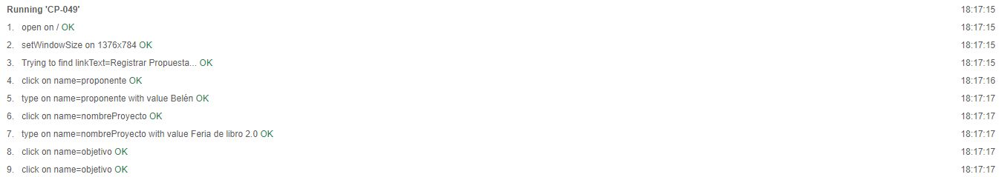 Running 'CP-049' 18:17:15
1. open on / OK 18:17:15
2. setWindowSize on 1376x784 OK 18:17:15
3. Trying to find linkText=Registrar Propuesta... OK 18:17:15
4. click on name=proponente OK 18:17:16
5. type on name=proponente with value Belén OK 18:17:17
6. click on name=nombreProyecto OK 18:17:17
7. type on name=nombreProyecto with value Feria de libro 2.0 OK 18:17:17
8. click on name=objetivo OK 18:17:17
9. click on name=objetivo OK 18:17:17